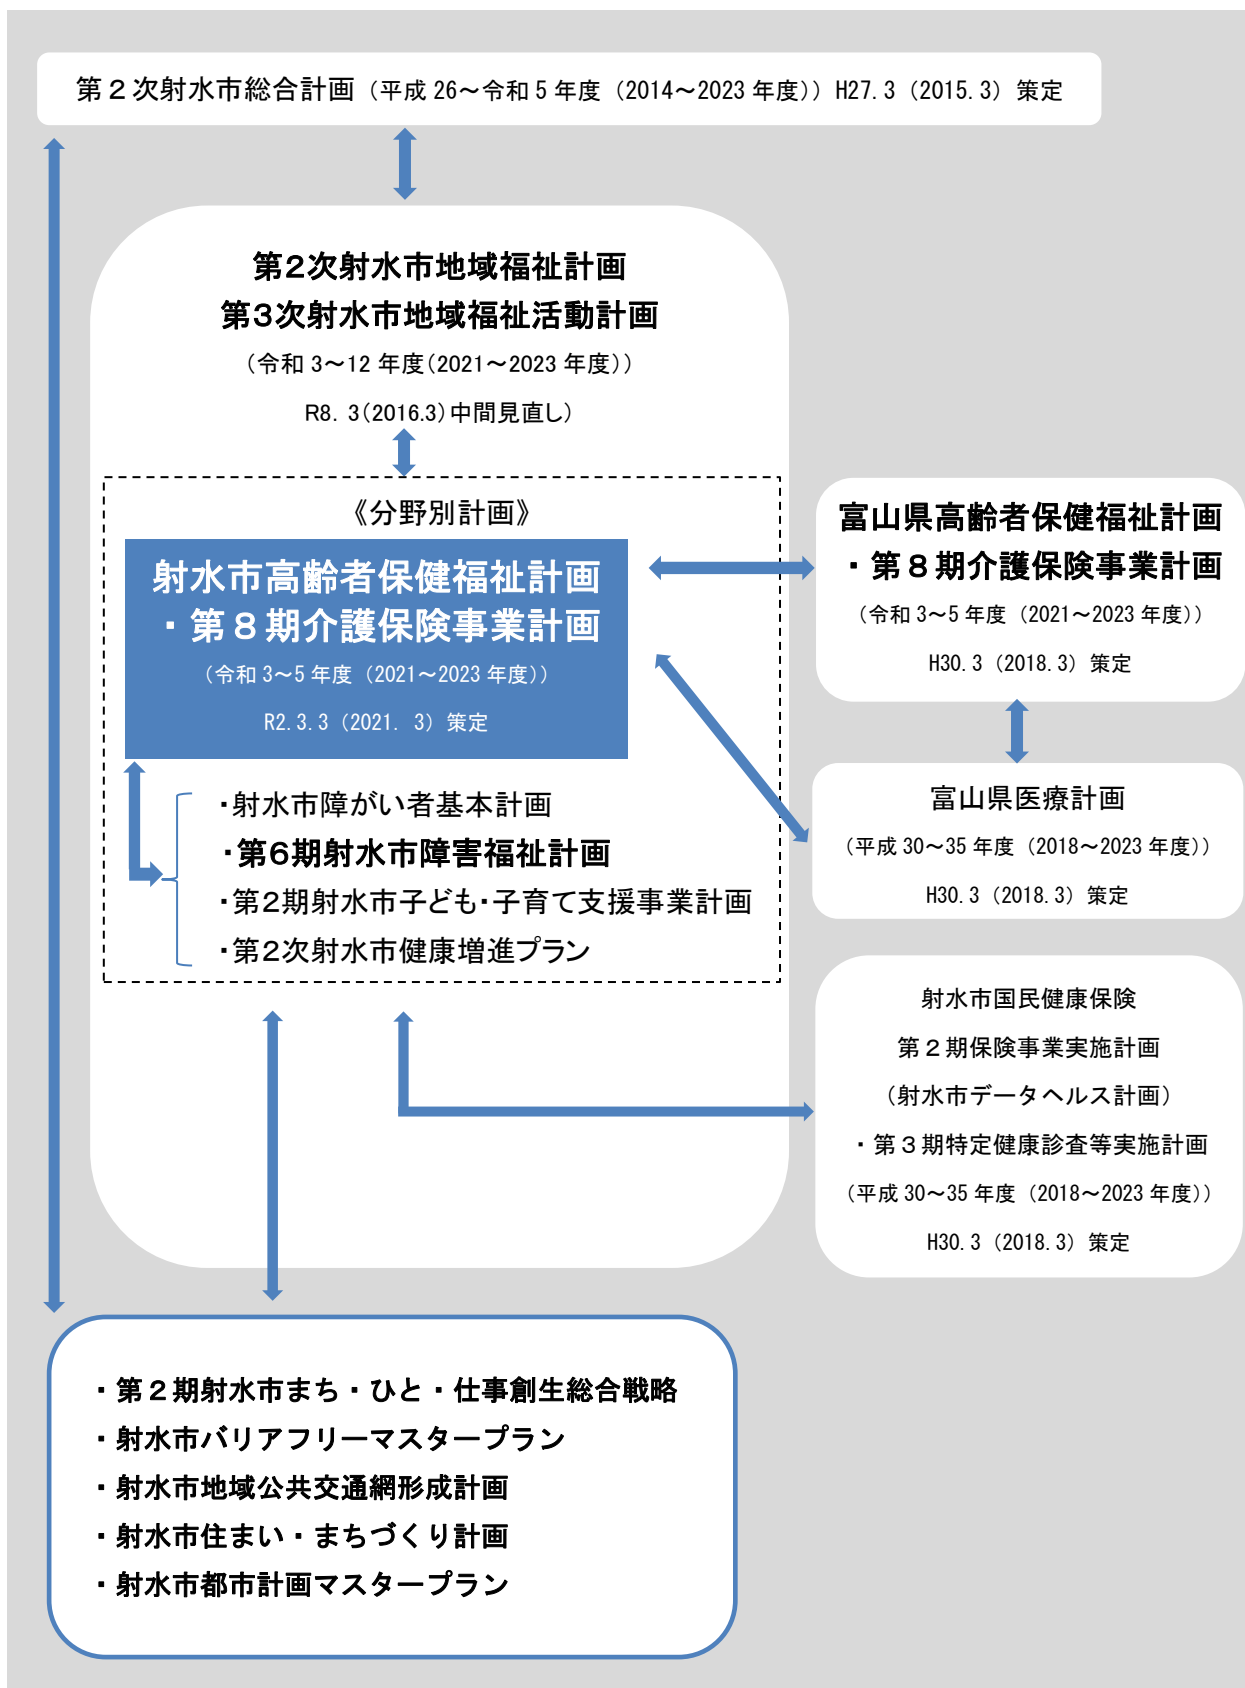 第２次射水市総合計画（平成 26～令和 5 年度（2014～2023 年度））H27.3（2015.3）策定
第2次射水市地域福祉計画
第3次射水市地域福祉活動計画
（令和 3～12 年度（2021～2023 年度））
R8. 3（2016.3）中間見直し）
《分野別計画》
射水市高齢者保健福祉計画
・第８期介護保険事業計画
（令和 3～5 年度（2021～2023 年度））
R2.3.3（2021. 3）策定
・射水市障がい者基本計画
・第6期射水市障害福祉計画
・第2期射水市子ども・子育て支援事業計画
・第2次射水市健康増進プラン
富山県高齢者保健福祉計画
・第８期介護保険事業計画
（令和 3～5 年度（2021～2023 年度））
H30.3（2018.3）策定
富山県医療計画
（平成 30～35 年度（2018～2023 年度））
H30.3（2018.3）策定
射水市国民健康保険
第２期保険事業実施計画
（射水市データヘルス計画）
・第３期特定健康診査等実施計画
（平成 30～35 年度（2018～2023 年度））
H30.3（2018.3）策定
・第２期射水市まち・ひと・仕事創生総合戦略
・射水市バリアフリーマスタープラン
・射水市地域公共交通網形成計画
・射水市住まい・まちづくり計画
・射水市都市計画マスタープラン